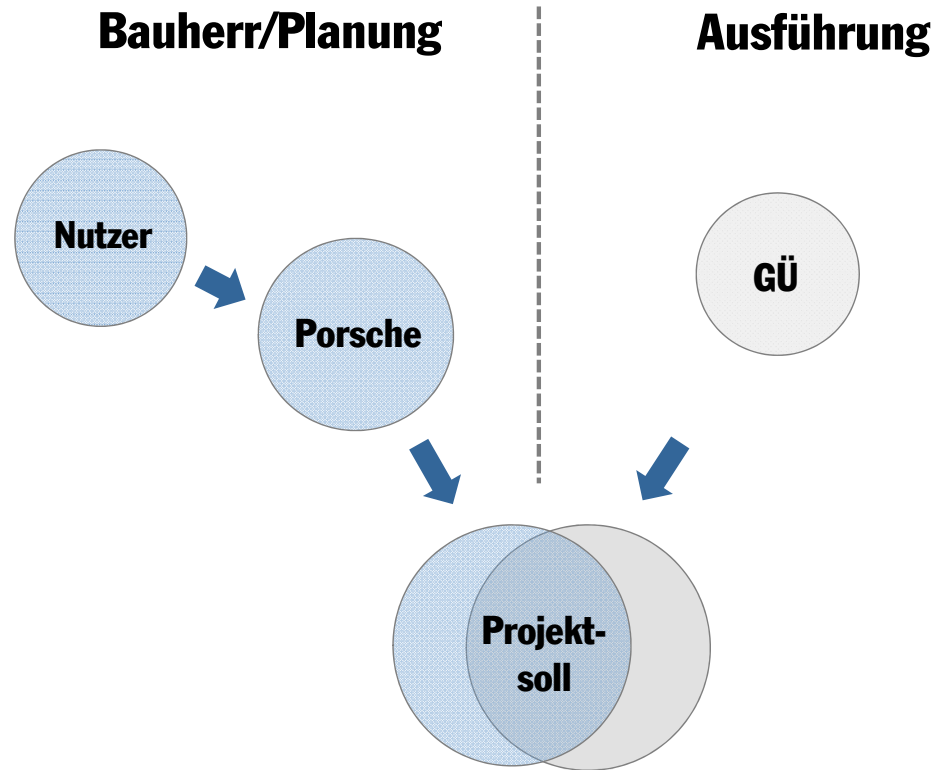 Bauherr/Planung
Ausführung
Nutzer
Porsche
GÜ
Projekt-
soll